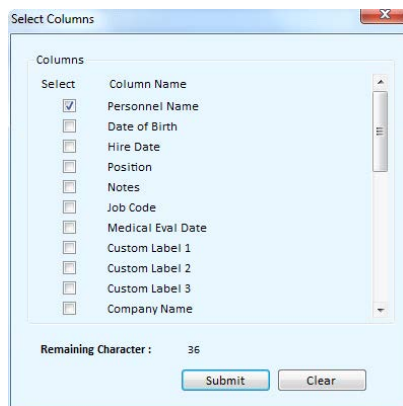 Select Columns
Columns
Select Column Name
Personnel Name
Date of Birth
Hire Date
Position
Notes
Job Code
Medical Eval Date
Custom Label 1
Custom Label 2
Custom Label 3
Company Name
Remaining Character : 36
Submit Clear